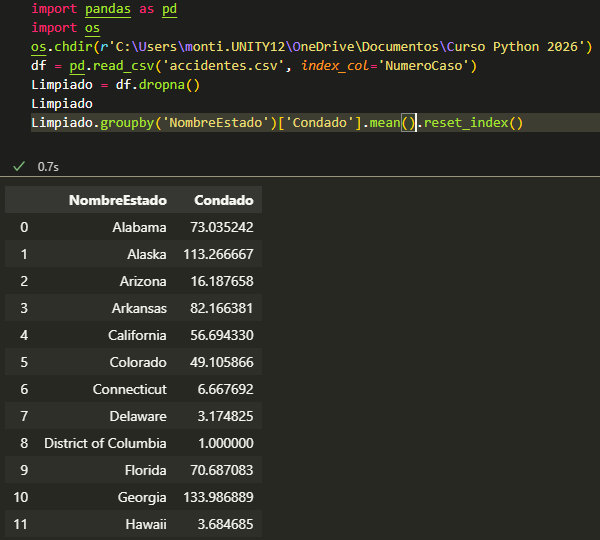 import pandas as pd
import os
os.chdir(r'C:\Users\monti.UNITY12\OneDrive\Documentos\Curso Python 2026')
df = pd.read_csv('accidentes.csv', index_col='NumeroCaso')
Limpiado = df.dropna()
Limpiado
Limpiado.groupby('NombreEstado')['Condado'].mean().reset_index()
0.7s
NombreEstado Condado
0 Alabama 73.035242
1 Alaska 113.266667
2 Arizona 16.187658
3 Arkansas 82.166381
4 California 56.694330
5 Colorado 49.105866
6 Connecticut 6.667692
7 Delaware 3.174825
8 District of Columbia 1.000000
9 Florida 70.687083
10 Georgia 133.986889
11 Hawaii 3.684685